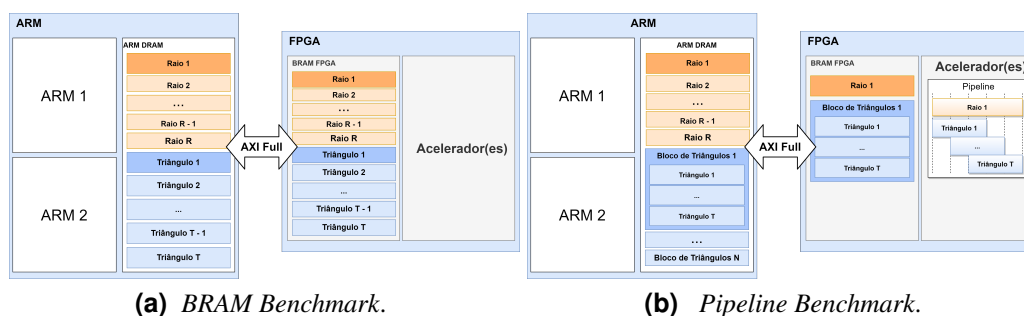 ARM
ARM 1
ARM 2
ARM DRAM
Raio 1
Raio 2
...
Raio R - 1
Raio R
Triângulo 1
Triângulo 2
...
Triângulo T - 1
Triângulo T
AXI Full
FPGA
BRAM FPGA
Raio 1
Raio 2
...
Raio R - 1
Raio R
Triângulo 1
Triângulo 2
...
Triângulo T - 1
Triângulo T
Acelerador(es)
(a) BRAM Benchmark.
ARM
ARM 1
ARM 2
ARM DRAM
Raio 1
Raio 2
...
Raio R - 1
Raio R
Bloco de Triângulos 1
Triângulo 1
...
Triângulo T
...
Bloco de Triângulos N
AXI Full
FPGA
BRAM FPGA
Raio 1
Bloco de Triângulos 1
Triângulo 1
...
Triângulo T
Acelerador(es)
Pipeline
Raio 1
Triângulo 1
...
Triângulo T
(b) Pipeline Benchmark.